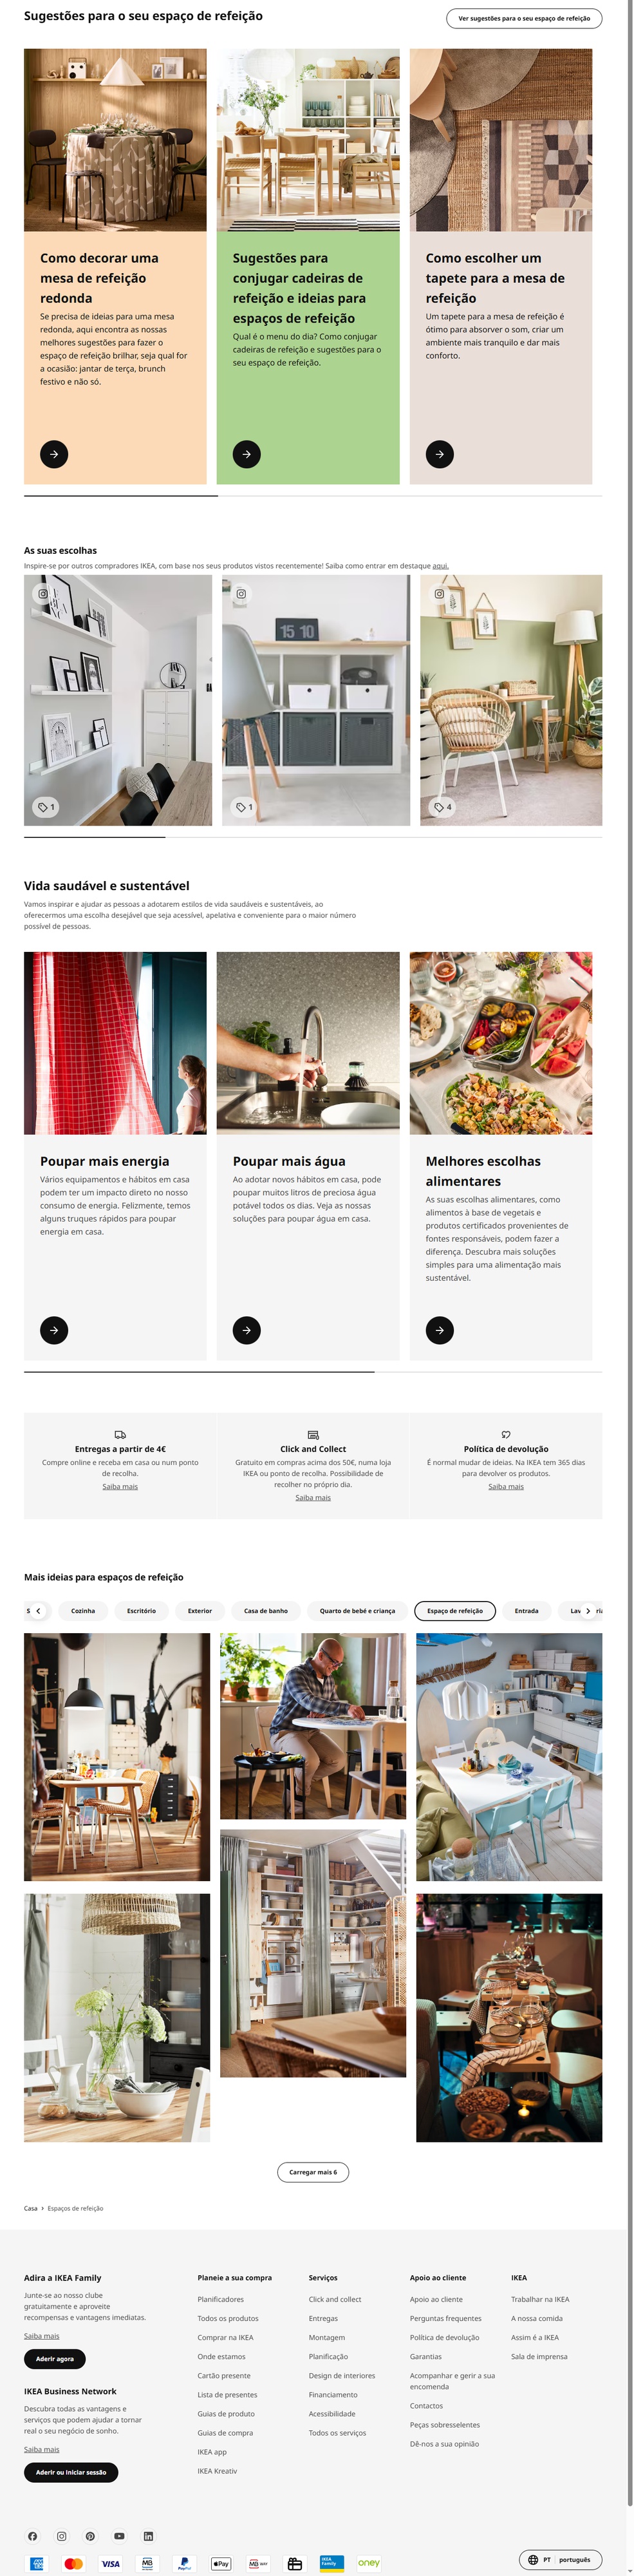 Sugestões para o seu espaço de refeição
Ver sugestões para o seu espaço de refeição
Como decorar uma
mesa de refeição
redonda
Se precisa de ideias para uma mesa
redonda, aqui encontra as nossas
melhores sugestões para fazer o
espaço de refeição brilhar, seja qual for
a ocasião: jantar de terça, brunch
festivo e não só.
Sugestões para
conjugar cadeiras de
refeição e ideias para
espaços de refeição
Qual é o menu do dia? Como conjugar
cadeiras de refeição e sugestões para o
seu espaço de refeição.
Como escolher um
tapete para a mesa de
refeição
Um tapete para a mesa de refeição é
ótimo para absorver o som, criar um
ambiente mais tranquilo e dar mais
conforto.
As suas escolhas
Inspire-se por outros compradores IKEA, com base nos seus produtos vistos recentemente! Saiba como entrar em destaque aqui.
15 10
1
1
4
Vida saudável e sustentável
Vamos inspirar e ajudar as pessoas a adotarem estilos de vida saudáveis e sustentáveis, ao
oferecermos uma escolha desejável que seja acessível, apelativa e conveniente para o maior número
possível de pessoas.
Poupar mais energia
Vários equipamentos e hábitos em casa
podem ter um impacto direto no nosso
consumo de energia. Felizmente, temos
alguns truques rápidos para poupar
energia em casa.
Poupar mais água
Ao adotar novos hábitos em casa, pode
poupar muitos litros de preciosa água
potável todos os dias. Veja as nossas
soluções para poupar água em casa.
Melhores escolhas
alimentares
As suas escolhas alimentares, como
alimentos à base de vegetais e
produtos certificados provenientes de
fontes responsáveis, podem fazer a
diferença. Descubra mais soluções
simples para uma alimentação mais
sustentável.
Entregas a partir de 4€
Compre online e receba em casa ou num ponto
de recolha.
Saiba mais
Click and Collect
Gratuito em compras acima dos 50€, numa loja
IKEA ou ponto de recolha. Possibilidade de
recolher no próprio dia.
Saiba mais
Política de devolução
É normal mudar de ideias. Na IKEA tem 365 dias
para devolver os produtos.
Saiba mais
Mais ideias para espaços de refeição
Cozinha
Escritório
Exterior
Casa de banho
Quarto de bebé e criança
Espaço de refeição
Entrada
Carregar mais 6
Casa › Espaços de refeição
Adira a IKEA Family
Junte-se ao nosso clube
gratuitamente e aproveite
recompensas e vantagens imediatas.
Saiba mais
Aderir agora
IKEA Business Network
Descubra todas as vantagens e
serviços que podem ajudar a tornar
real o seu negócio de sonho.
Saiba mais
Aderir ou Iniciar sessão
Planeie a sua compra
Planificadores
Todos os produtos
Comprar na IKEA
Onde estamos
Cartão presente
Lista de presentes
Guias de produto
Guias de compra
IKEA app
IKEA Kreativ
Serviços
Click and collect
Entregas
Montagem
Planificação
Design de interiores
Financiamento
Acessibilidade
Todos os serviços
Apoio ao cliente
Apoio ao cliente
Perguntas frequentes
Política de devolução
Garantias
Acompanhar e gerir a sua
encomenda
Contactos
Peças sobresselentes
Dê-nos a sua opinião
IKEA
Trabalhar na IKEA
A nossa comida
Assim é a IKEA
Sala de imprensa
VISA
MB
PayPal
Pay
MB WAY
IKEA Family
oney
PT português